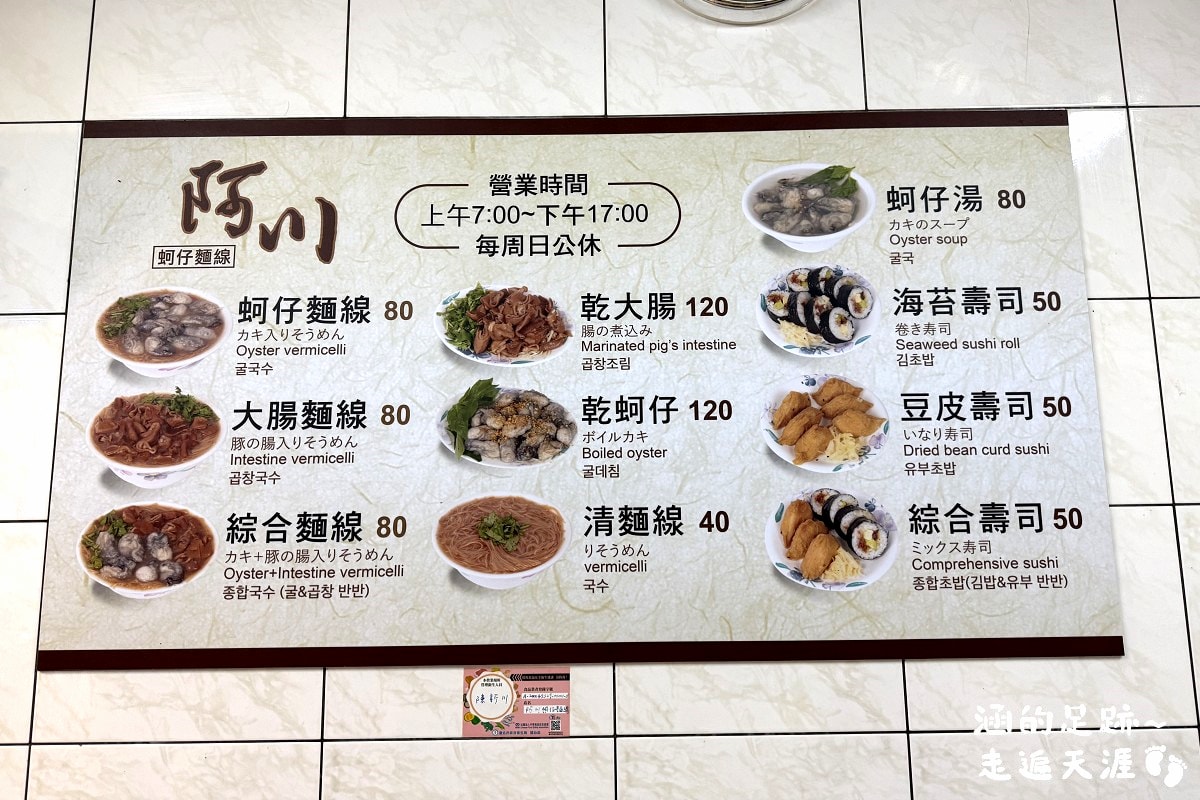 阿川
蚵仔麵線
營業時間
上午7:00~下午17:00
每周日公休
蚵仔麵線 80
カキ入りそうめん
Oyster vermicelli
굴국수
大腸麵線 80
豚の腸入りそうめん
Intestine vermicelli
곱창국수
綜合麵線 80
カキ+豚の腸入りそうめん
Oyster+Intestine vermicelli
종합국수 (굴&곱창 반반)
乾大腸 120
腸の煮込み
Marinated pig's intestine
곱창조림
乾蚵仔 120
ボイルカキ
Boiled oyster
굴데침
清麵線 40
りそうめん
vermicelli
국수
蚵仔湯 80
カキのスープ
Oyster soup
굴국
海苔壽司 50
巻き寿司
Seaweed sushi roll
김초밥
豆皮壽司 50
いなり寿司
Dried bean curd sushi
유부초밥
綜合壽司 50
ミックス寿司
Comprehensive sushi
종합초밥(김밥&유부 반반)
涵的足跡~
走遍天涯